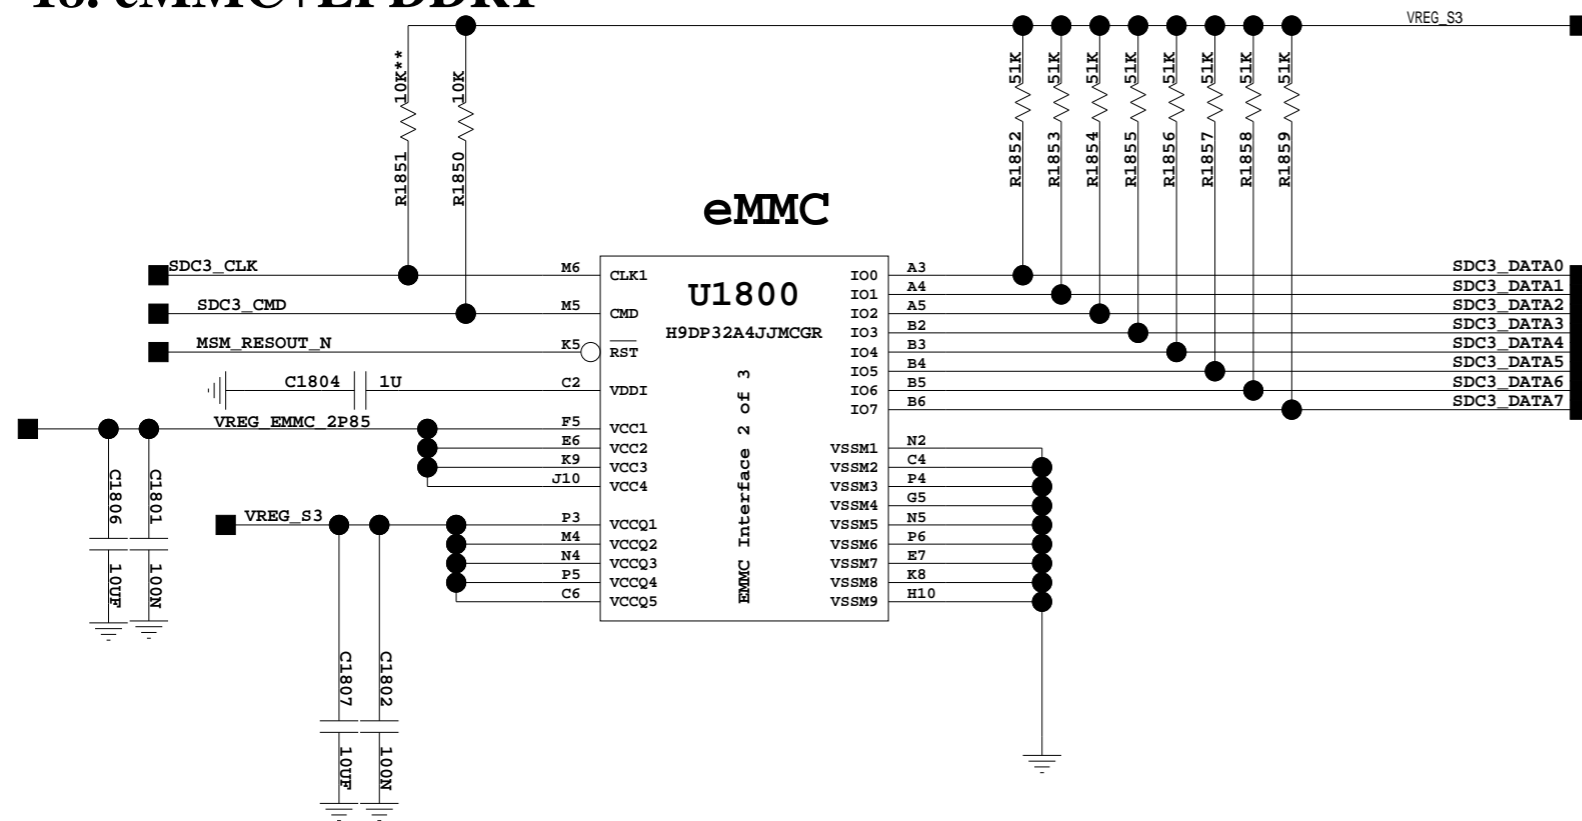 18. eMMC+LPDDR1
VREG_S3
10K**
R1851
10K
R1850
51K
R1852
51K
R1853
51K
R1854
51K
R1855
51K
R1856
51K
R1857
51K
R1858
51K
R1859
eMMC
U1800
H9DP32A4JJMCGR
EMMC Interface 2 of 3
SDC3_CLK M6 CLK1
SDC3_CMD M5 CMD
MSM_RESOUT_N K5 RST
C1804 1U C2 VDDI
VREG_EMMC_2P85 F5 VCC1
E6 VCC2
K9 VCC3
J10 VCC4
VREG_S3 P3 VCCQ1
M4 VCCQ2
N4 VCCQ3
P5 VCCQ4
C6 VCCQ5
IO0 A3 SDC3_DATA0
IO1 A4 SDC3_DATA1
IO2 A5 SDC3_DATA2
IO3 B2 SDC3_DATA3
IO4 B3 SDC3_DATA4
IO5 B4 SDC3_DATA5
IO6 B5 SDC3_DATA6
IO7 B6 SDC3_DATA7
VSSM1 N2
VSSM2 C4
VSSM3 P4
VSSM4 G5
VSSM5 N5
VSSM6 P6
VSSM7 E7
VSSM8 K8
VSSM9 H10
C1806
10UF
C1801
100N
C1807
10UF
C1802
100N